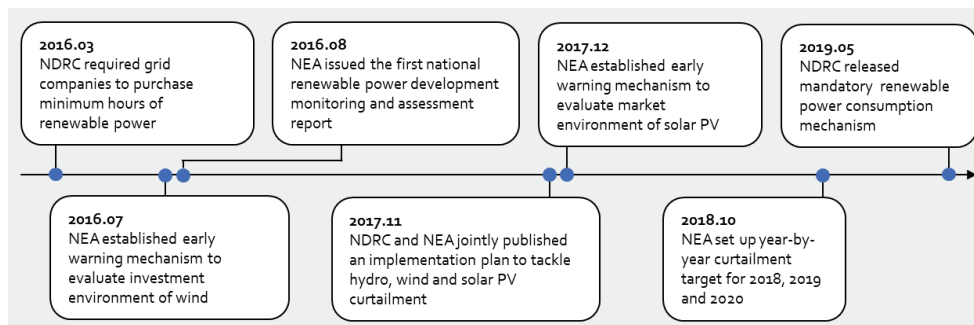 2016.03
NDRC required grid
companies to purchase
minimum hours of
renewable power
2016.08
NEA issued the first national
renewable power development
monitoring and assessment
report
2017.12
NEA established early
warning mechanism to
evaluate market
environment of solar PV
2019.05
NDRC released
mandatory renewable
power consumption
mechanism
2016.07
NEA established early
warning mechanism to
evaluate investment
environment of wind
2017.11
NDRC and NEA jointly published
an implementation plan to tackle
hydro, wind and solar PV
curtailment
2018.10
NEA set up year-by-
year curtailment
target for 2018, 2019
and 2020